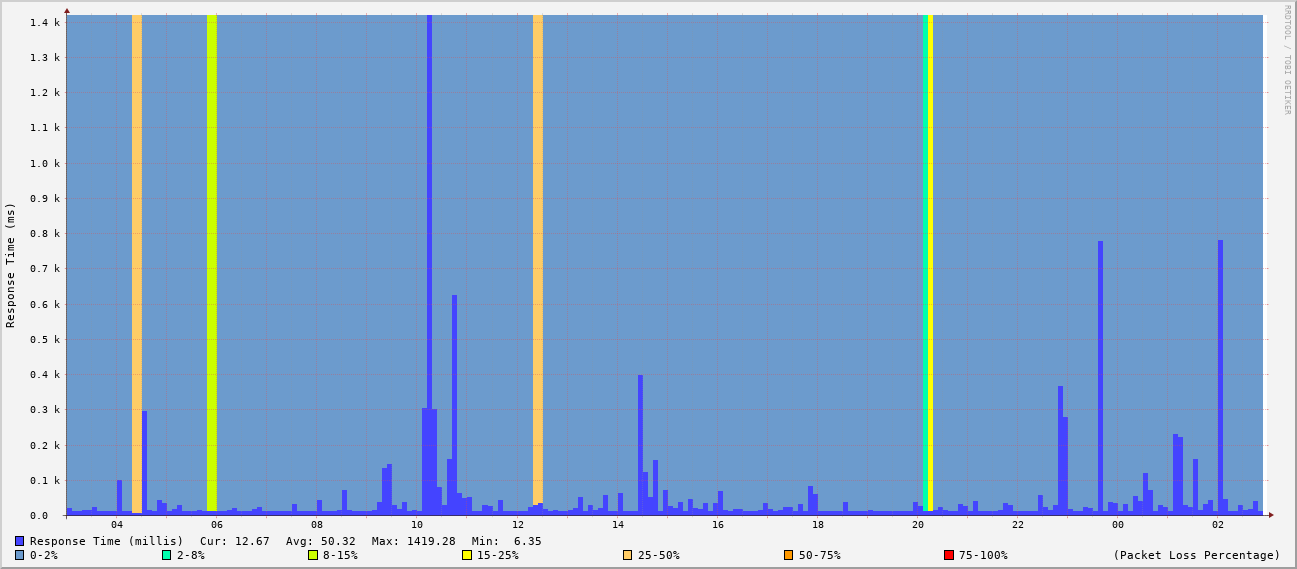 RRDTOOL / TOBI OETIKER
Response Time (ms)
1.4 k
1.3 k
1.2 k
1.1 k
1.0 k
0.9 k
0.8 k
0.7 k
0.6 k
0.5 k
0.4 k
0.3 k
0.2 k
0.1 k
0.0
04 06 08 10 12 14 16 18 20 22 00 02
Response Time (millis) Cur: 12.67 Avg: 50.32 Max: 1419.28 Min: 6.35
0-2% 2-8% 8-15% 15-25% 25-50% 50-75% 75-100% (Packet Loss Percentage)